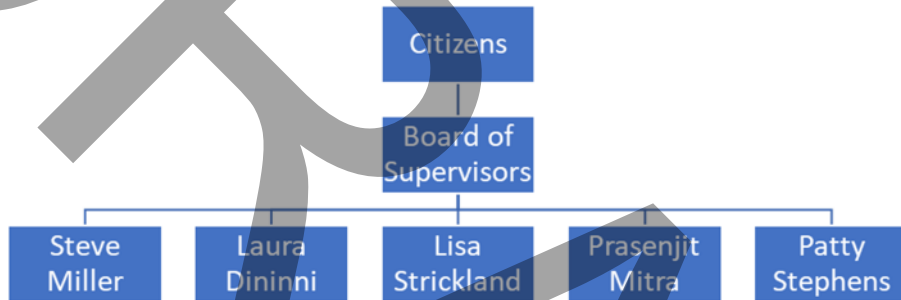 Citizens
Board of
Supervisors
Steve
Miller
Laura
Dininni
Lisa
Strickland
Prasenjit
Mitra
Patty
Stephens